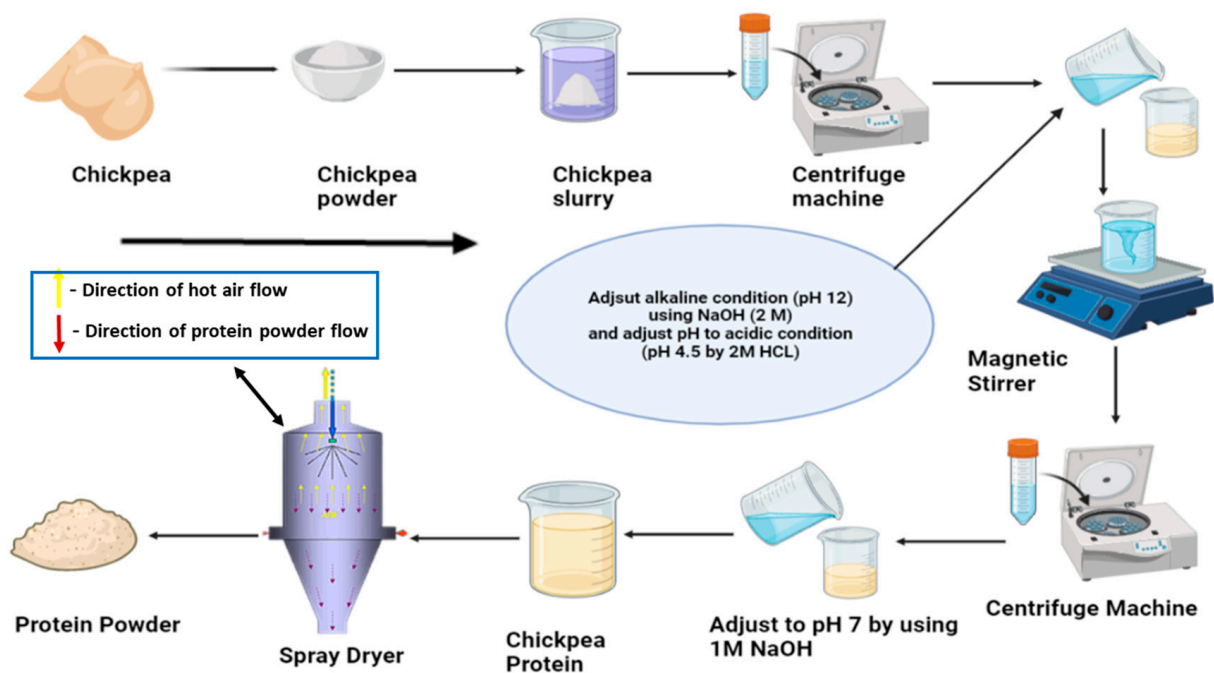 Chickpea
Chickpea
powder
Chickpea
slurry
Centrifuge
machine
- Direction of hot air flow
- Direction of protein powder flow
Adjsut alkaline condition (pH 12)
using NaOH (2 M)
and adjust pH to acidic condition
(pH 4.5 by 2M HCL)
Magnetic
Stirrer
Centrifuge Machine
Adjust to pH 7 by using
1M NaOH
Chickpea
Protein
Spray Dryer
Protein Powder